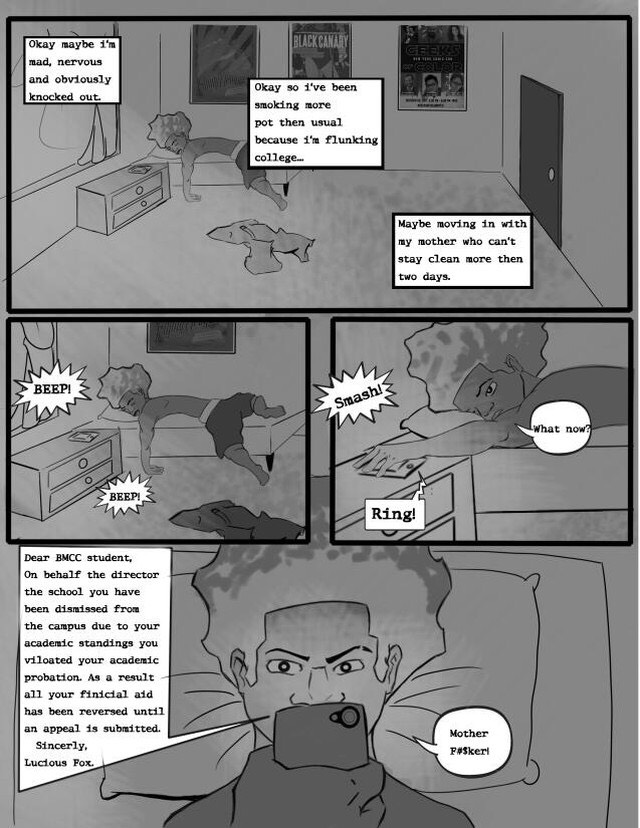 Okay maybe i'm
mad, nervous
and obviously
knocked out.
BLACK CANARY
GEEKS
OF COLOR
Okay so i've been
smoking more
pot then usual
because i'm flunking
college…
Maybe moving in with
my mother who can't
stay clean more then
two days.
BEEP!
BEEP!
Smash!
What now?
Ring!
Dear BMCC student,
On behalf the director
the school you have
been dismissed from
the campus due to your
academic standings you
viloated your academic
probation. As a result
all your finicial aid
has been reversed until
an appeal is submitted.
Sincerly,
Lucious Fox.
Mother
F#$ker!